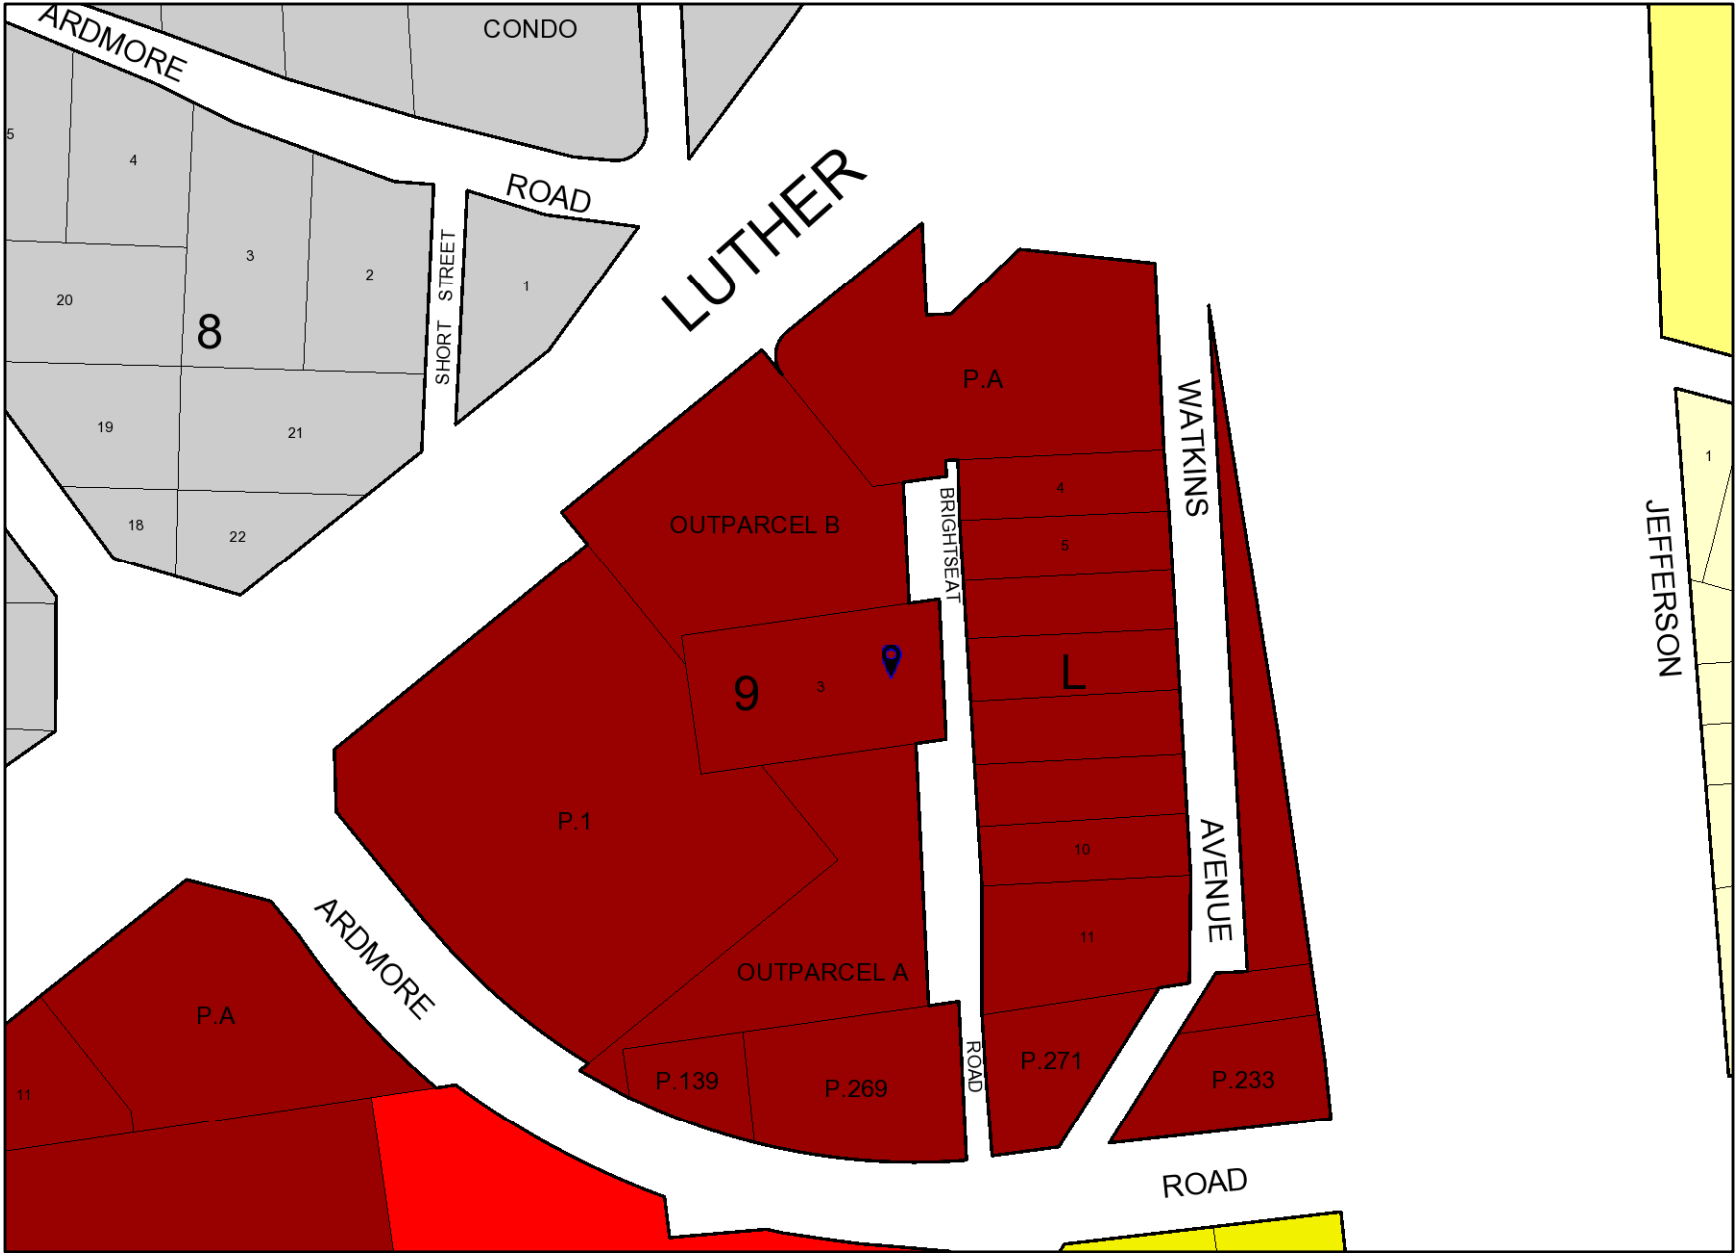 CONDO
ARDMORE
5
4
ROAD
LUTHER
3
2
SHORT STREET
1
20
8
P.A
WATKINS
19
21
1
4
BRIGHTSEAT
18
22
OUTPARCEL B
5
JEFFERSON
9
3
L
P.1
10
AVENUE
ARDMORE
11
OUTPARCEL A
P.A
ROAD
P.271
P.139
P.269
P.233
11
ROAD